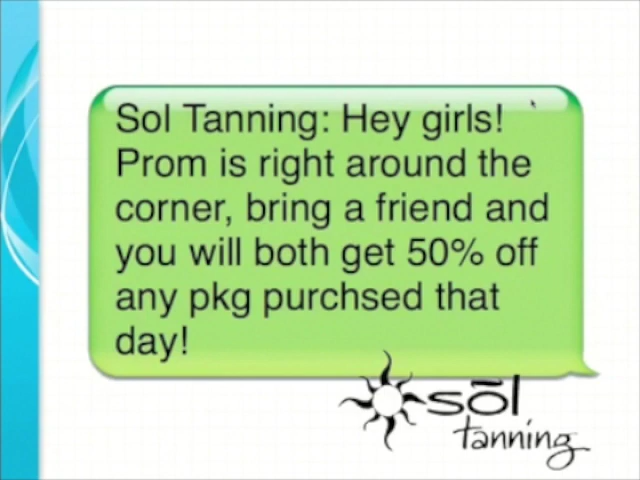 Sol Tanning: Hey girls!
Prom is right around the
corner, bring a friend and
you will both get 50% off
any pkg purchsed that
day!
sōl
tanning